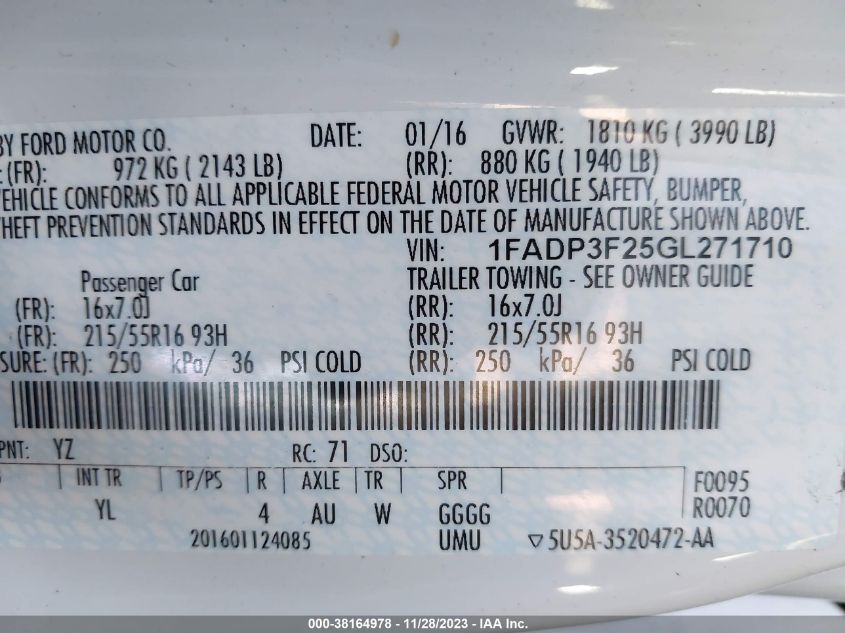 BY FORD MOTOR CO. DATE: 01/16 GVWR: 1810 KG ( 3990 LB)
(FR): 972 KG ( 2143 LB) (RR): 880 KG ( 1940 LB)
VEHICLE CONFORMS TO ALL APPLICABLE FEDERAL MOTOR VEHICLE SAFETY, BUMPER,
THEFT PREVENTION STANDARDS IN EFFECT ON THE DATE OF MANUFACTURE SHOWN ABOVE.
VIN: 1FADP3F25GL271710
Passenger Car TRAILER TOWING - SEE OWNER GUIDE
(FR): 16x7.0J (RR): 16x7.0J
(FR): 215/55R16 93H (RR): 215/55R16 93H
SURE: (FR): 250 kPa/ 36 PSI COLD (RR): 250 kPa/ 36 PSI COLD
PNT: YZ RC: 71 DSO:
INT TR TP/PS R AXLE TR SPR F0095
YL 4 AU W GGGG R0070
201601124085 UMU ▽5U5A-3520472-AA
000-38164978 - 11/28/2023 - IAA Inc.